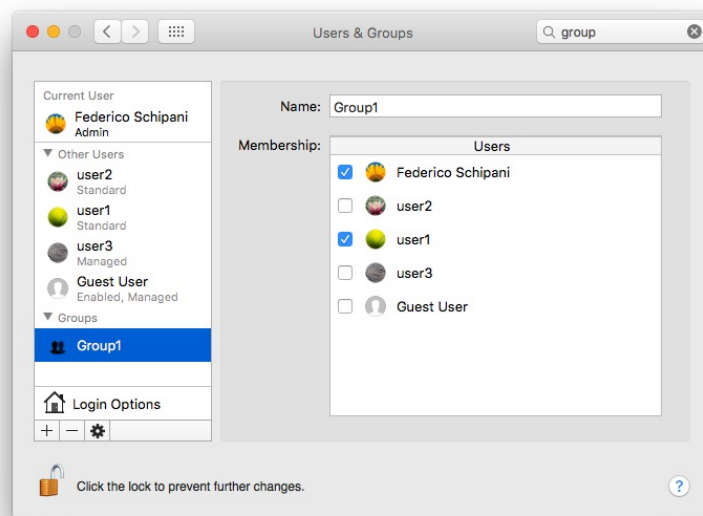 Users & Groups
group
Current User
Federico Schipani
Admin
Other Users
user2
Standard
user1
Standard
user3
Managed
Guest User
Enabled, Managed
Groups
Group1
Login Options
Name: Group1
Membership: Users
Federico Schipani
user2
user1
user3
Guest User
Click the lock to prevent further changes.
?